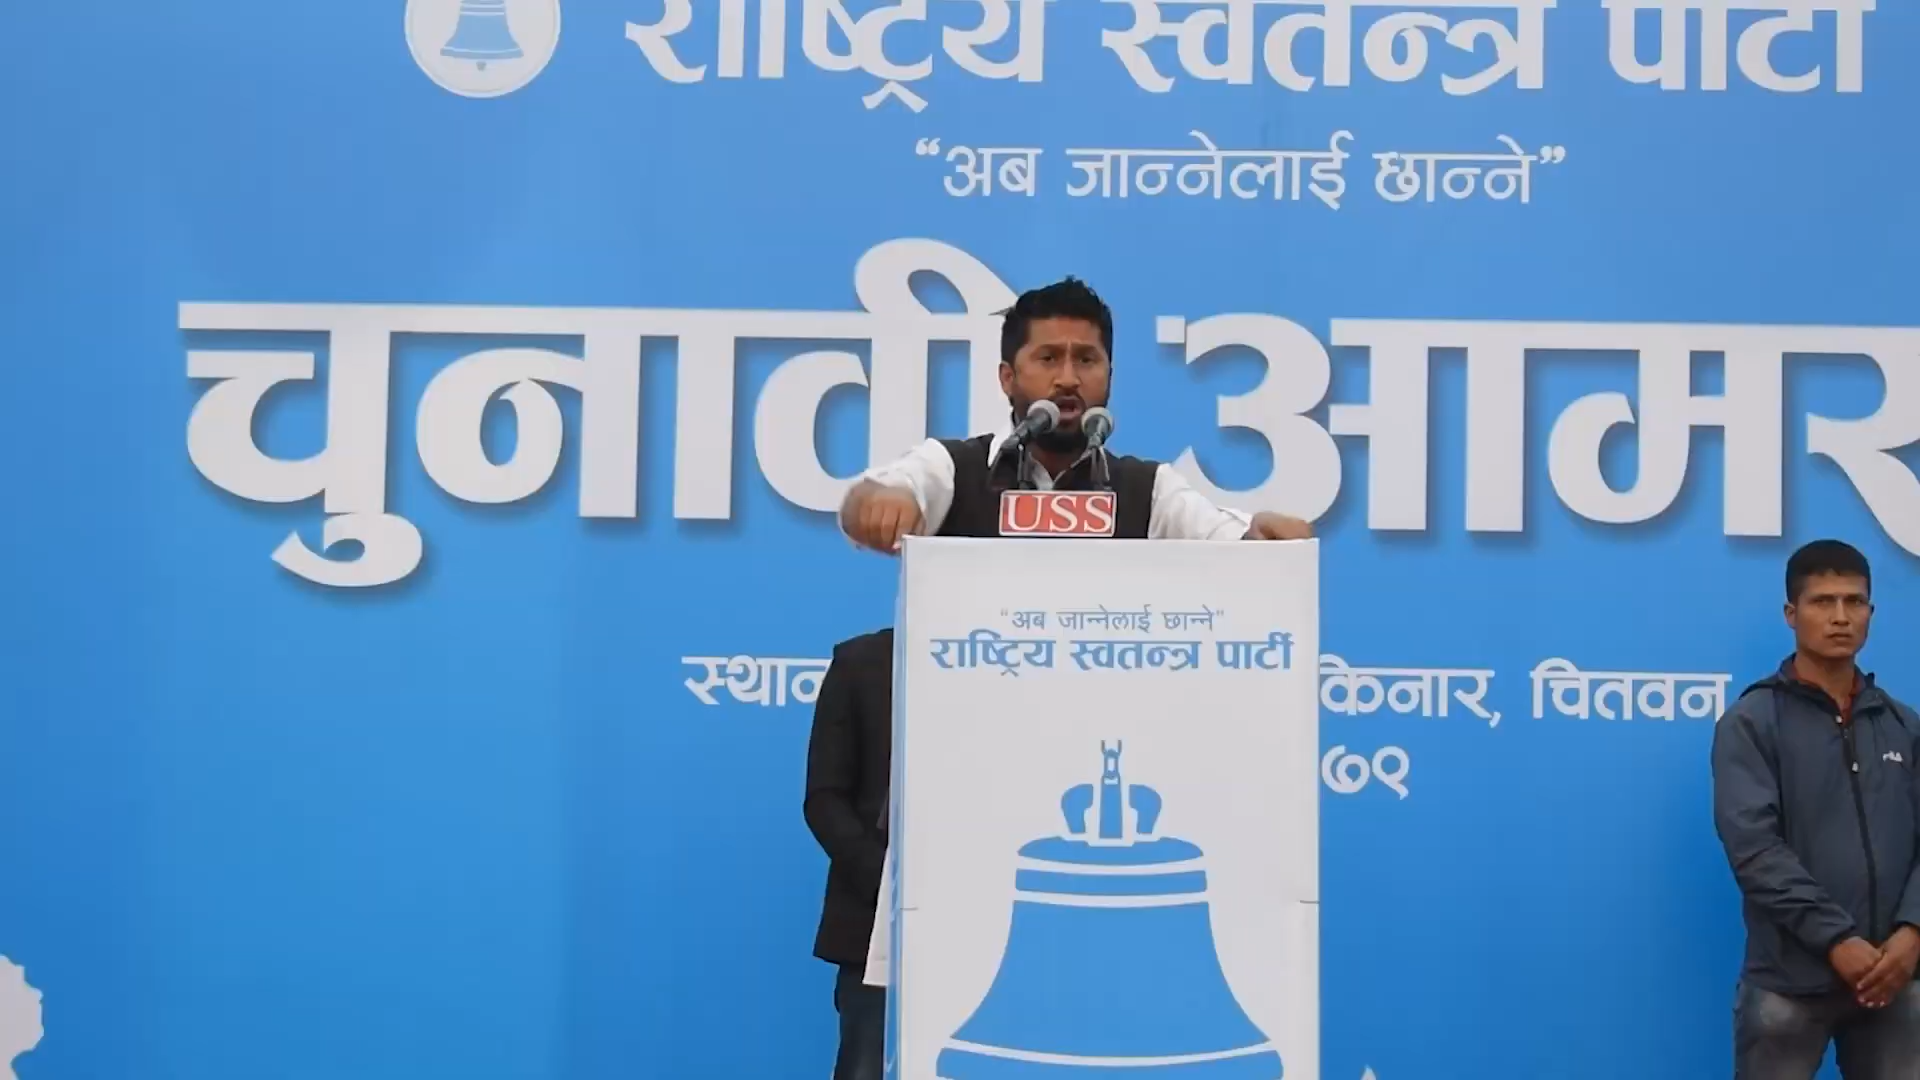 राष्ट्रिय स्वतन्त्र पार्टी
“अब जान्नेलाई छान्ने”
चुनावी आमस
USS
"अब जान्नेलाई छान्ने"
राष्ट्रिय स्वतन्त्र पार्टी
स्थान किनार, चितवन
७९